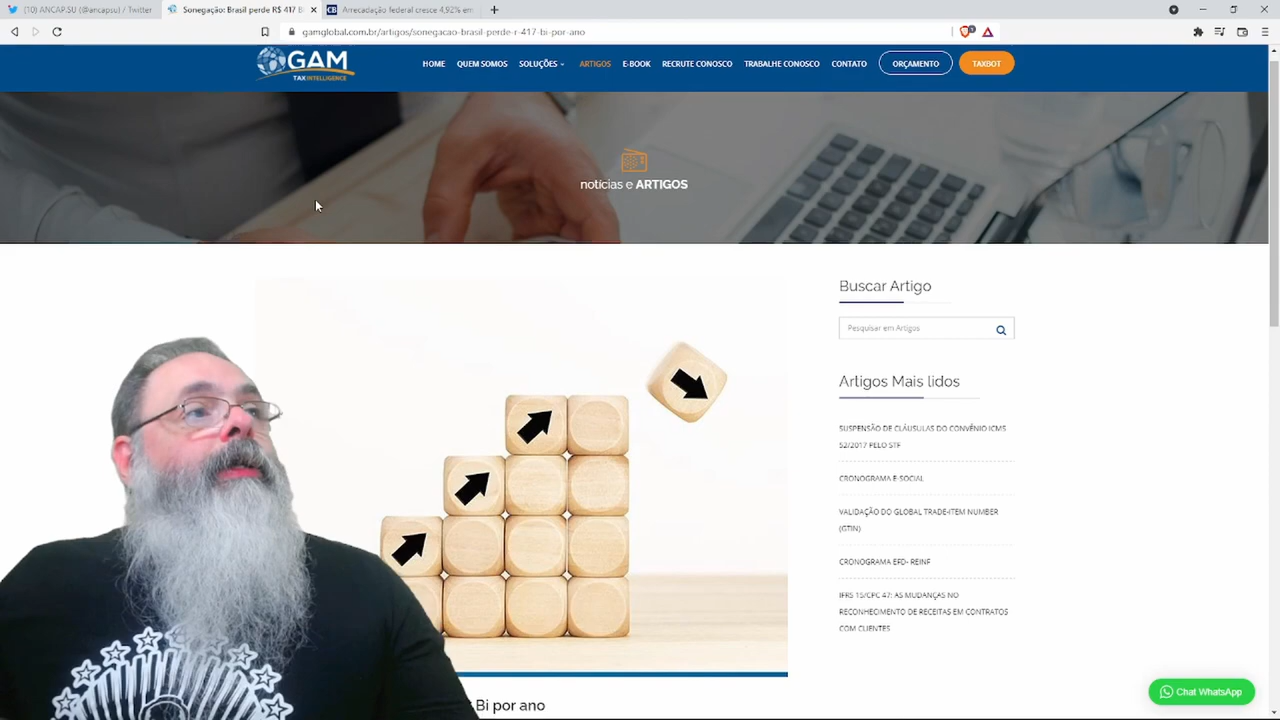 (10) ANCAP.SU (@ancapsu) / Twitter
Sonegação: Brasil perde R$ 417 B
Arrecadação federal cresce 4,92% em
gamglobal.com.br/artigos/sonegacao-brasil-perde-r-417-bi-por-ano
GAM
TAX INTELLIGENCE
HOME
QUEM SOMOS
SOLUÇÕES
ARTIGOS
E-BOOK
RECRUTE CONOSCO
TRABALHE CONOSCO
CONTATO
ORÇAMENTO
TAXBOT
notícias e ARTIGOS
Buscar Artigo
Pesquisar em Artigos
Artigos Mais lidos
SUSPENSÃO DE CLÁUSULAS DO CONVÊNIO ICMS
52/2017 PELO STF
CRONOGRAMA E-SOCIAL
VALIDAÇÃO DO GLOBAL TRADE-ITEM NUMBER
(GTIN)
CRONOGRAMA EFD- REINF
IFRS 15/CPC 47: AS MUDANÇAS NO
RECONHECIMENTO DE RECEITAS EM CONTRATOS
COM CLIENTES
Bi por ano
Chat WhatsApp